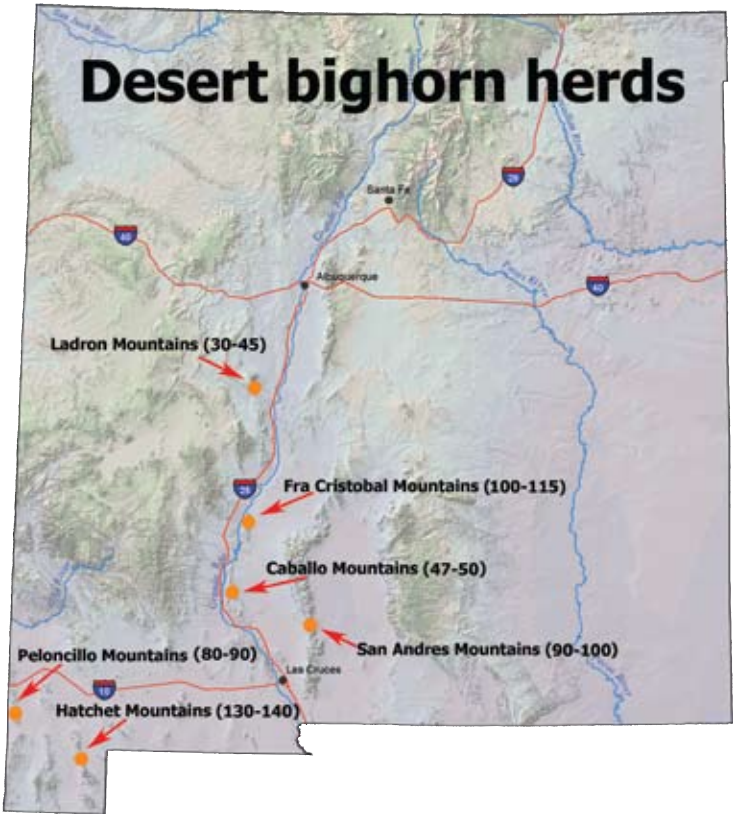 Desert bighorn herds
Santa Fe
25
40
Albuquerque
40
Ladron Mountains (30-45)
25
Fra Cristobal Mountains (100-115)
Caballo Mountains (47-50)
San Andres Mountains (90-100)
Peloncillo Mountains (80-90)
Las Cruces
10
Hatchet Mountains (130-140)